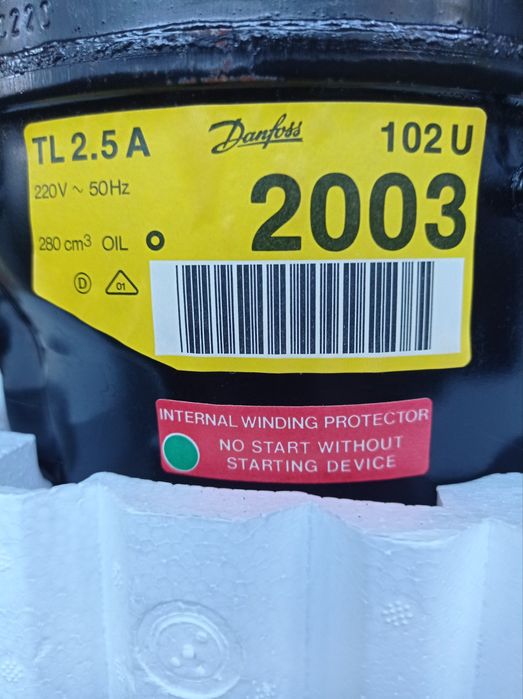 TL 2.5 A
Danfoss
102 U
220V ~ 50Hz
2003
280 cm³ OIL
D
01
INTERNAL WINDING PROTECTOR
NO START WITHOUT
STARTING DEVICE